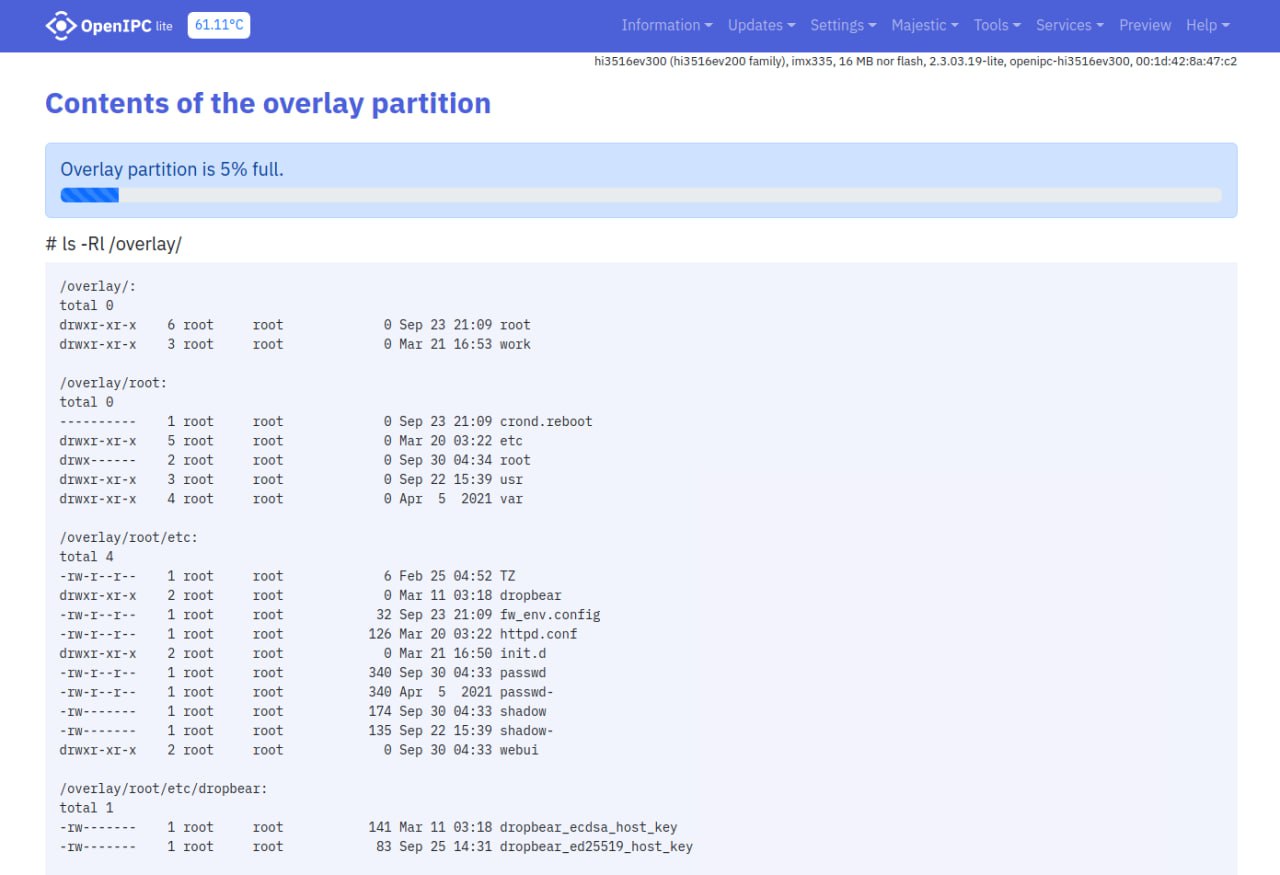 OpenIPC lite 61.11°C Information Updates Settings Majestic Tools Services Preview Help
hi3516ev300 (hi3516ev200 family), imx335, 16 MB nor flash, 2.3.03.19-lite, openipc-hi3516ev300, 00:1d:42:8a:47:c2
Contents of the overlay partition
Overlay partition is 5% full.
# ls -Rl /overlay/
/overlay/:
total 0
drwxr-xr-x    6 root     root             0 Sep 23 21:09 root
drwxr-xr-x    3 root     root             0 Mar 21 16:53 work
/overlay/root:
total 0
----------    1 root     root             0 Sep 23 21:09 crond.reboot
drwxr-xr-x    5 root     root             0 Mar 20 03:22 etc
drwx------    2 root     root             0 Sep 30 04:34 root
drwxr-xr-x    3 root     root             0 Sep 22 15:39 usr
drwxr-xr-x    4 root     root             0 Apr  5  2021 var
/overlay/root/etc:
total 4
-rw-r--r--    1 root     root             6 Feb 25 04:52 TZ
drwxr-xr-x    2 root     root             0 Mar 11 03:18 dropbear
-rw-r--r--    1 root     root            32 Sep 23 21:09 fw_env.config
-rw-r--r--    1 root     root           126 Mar 20 03:22 httpd.conf
drwxr-xr-x    2 root     root             0 Mar 21 16:50 init.d
-rw-r--r--    1 root     root           340 Sep 30 04:33 passwd
-rw-r--r--    1 root     root           340 Apr  5  2021 passwd-
-rw-------    1 root     root           174 Sep 30 04:33 shadow
-rw-------    1 root     root           135 Sep 22 15:39 shadow-
drwxr-xr-x    2 root     root             0 Sep 30 04:33 webui
/overlay/root/etc/dropbear:
total 1
-rw-------    1 root     root           141 Mar 11 03:18 dropbear_ecdsa_host_key
-rw-------    1 root     root            83 Sep 25 14:31 dropbear_ed25519_host_key